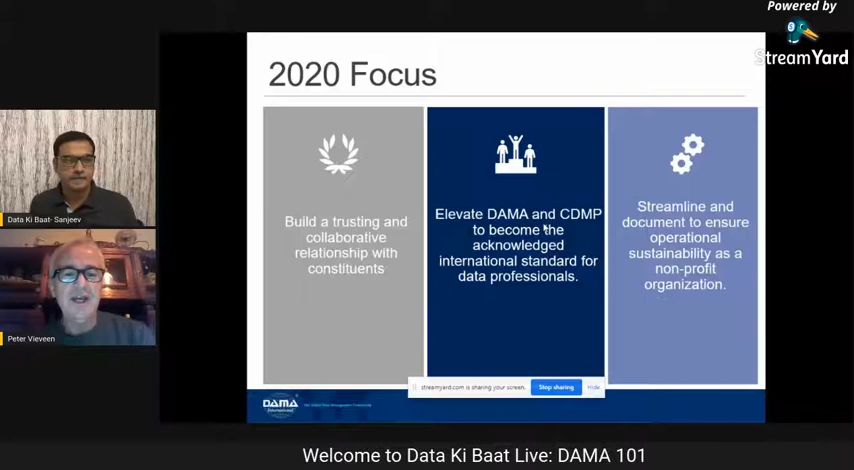 Powered by
StreamYard
2020 Focus
Build a trusting and
collaborative
relationship with
constituents
Elevate DAMA and CDMP
to become the
acknowledged
international standard for
data professionals.
Streamline and
document to ensure
operational
sustainability as a
non-profit
organization.
Data Ki Baat- Sanjeev
Peter Vieveen
streamyard.com is sharing your screen.
Stop sharing
Hide
DAMA
International
Welcome to Data Ki Baat Live: DAMA 101